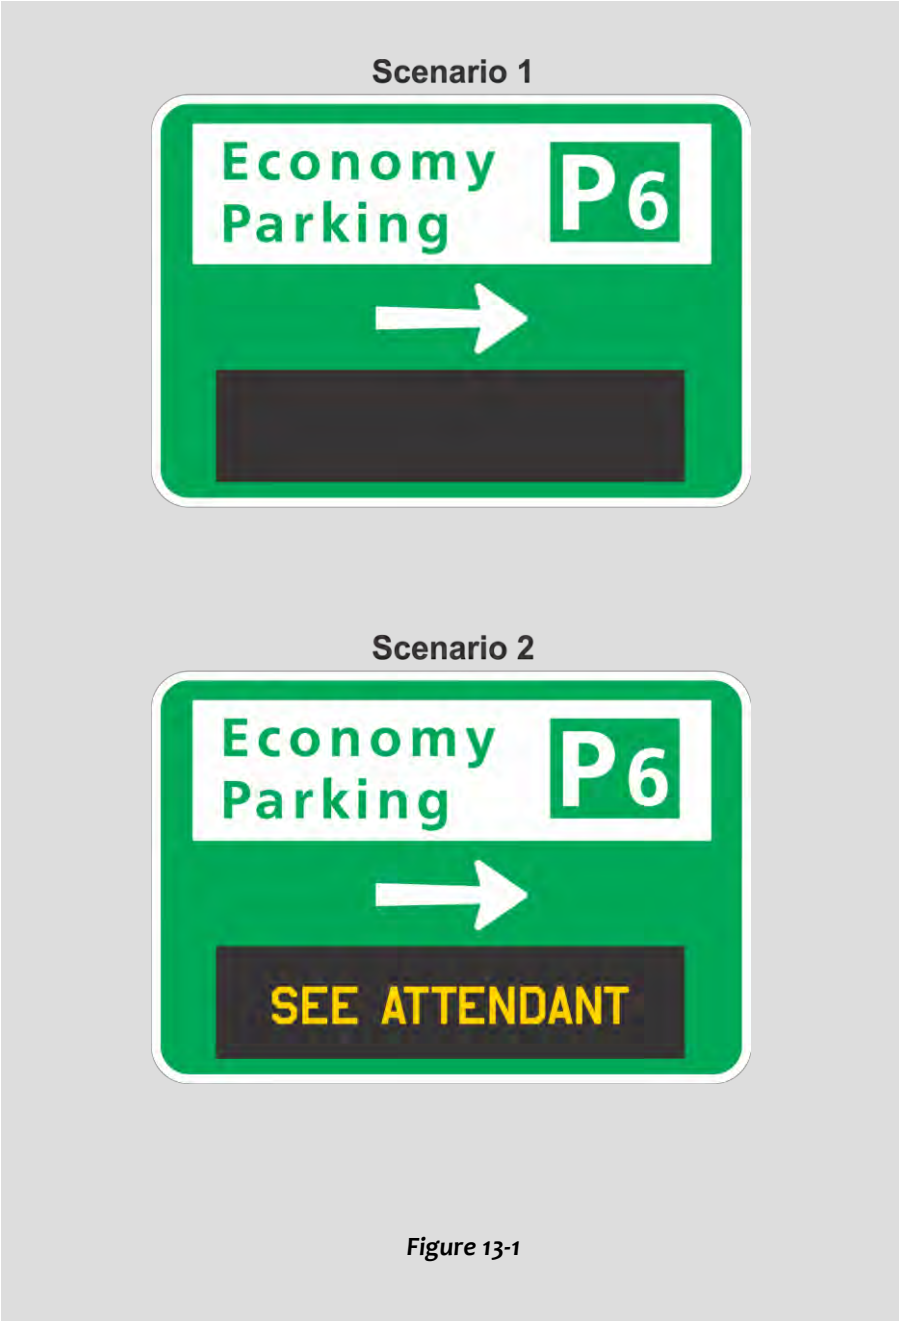 Scenario 1
Economy
Parking
P6
Scenario 2
Economy
Parking
P6
SEE ATTENDANT
Figure 13-1